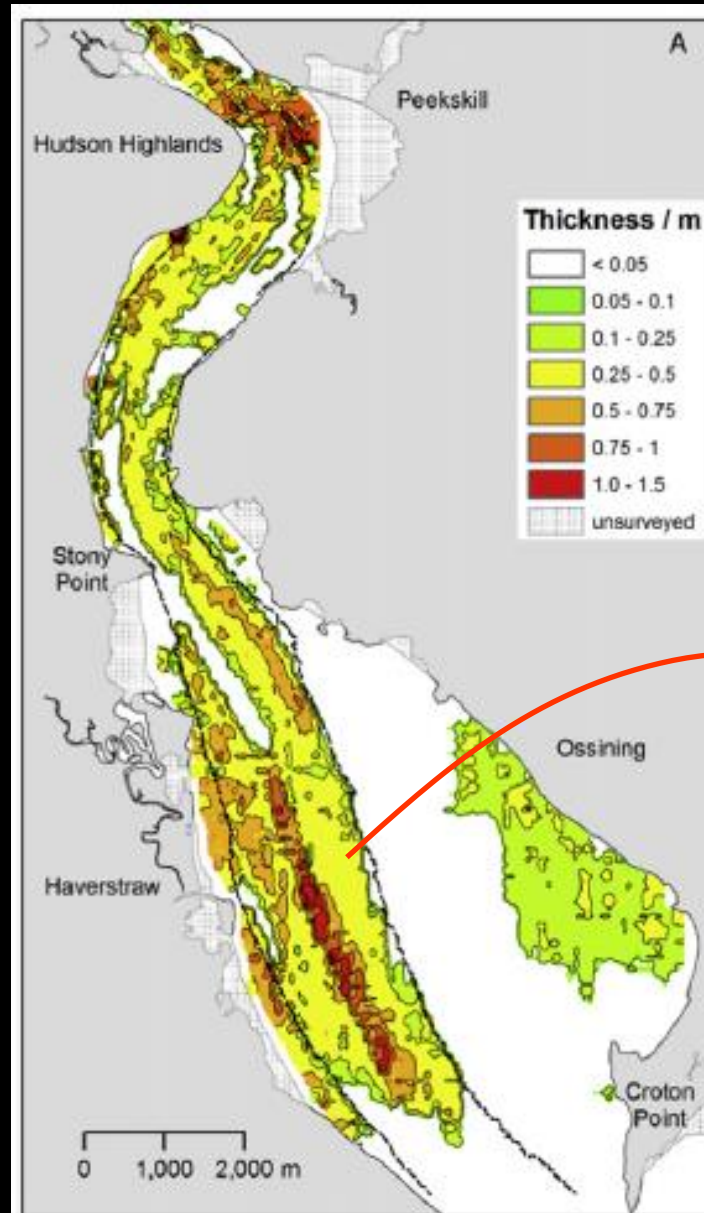 A
Peekskill
Hudson Highlands
Thickness / m
< 0.05
0.05 - 0.1
0.1 - 0.25
0.25 - 0.5
0.5 - 0.75
0.75 - 1
1.0 - 1.5
unsurveyed
Stony
Point
Ossining
Haverstraw
Croton
Point
0 1,000 2,000 m